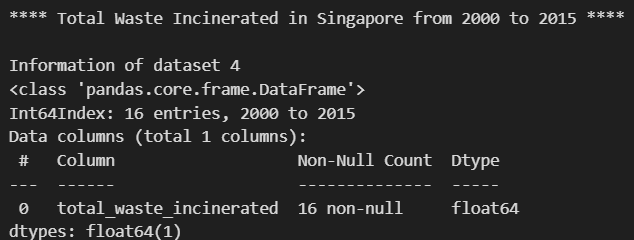 **** Total Waste Incinerated in Singapore from 2000 to 2015 ****
Information of dataset 4
<class 'pandas.core.frame.DataFrame'>
Int64Index: 16 entries, 2000 to 2015
Data columns (total 1 columns):
 #   Column                   Non-Null Count  Dtype
---  ------                   --------------  -----
 0   total_waste_incinerated  16 non-null     float64
dtypes: float64(1)